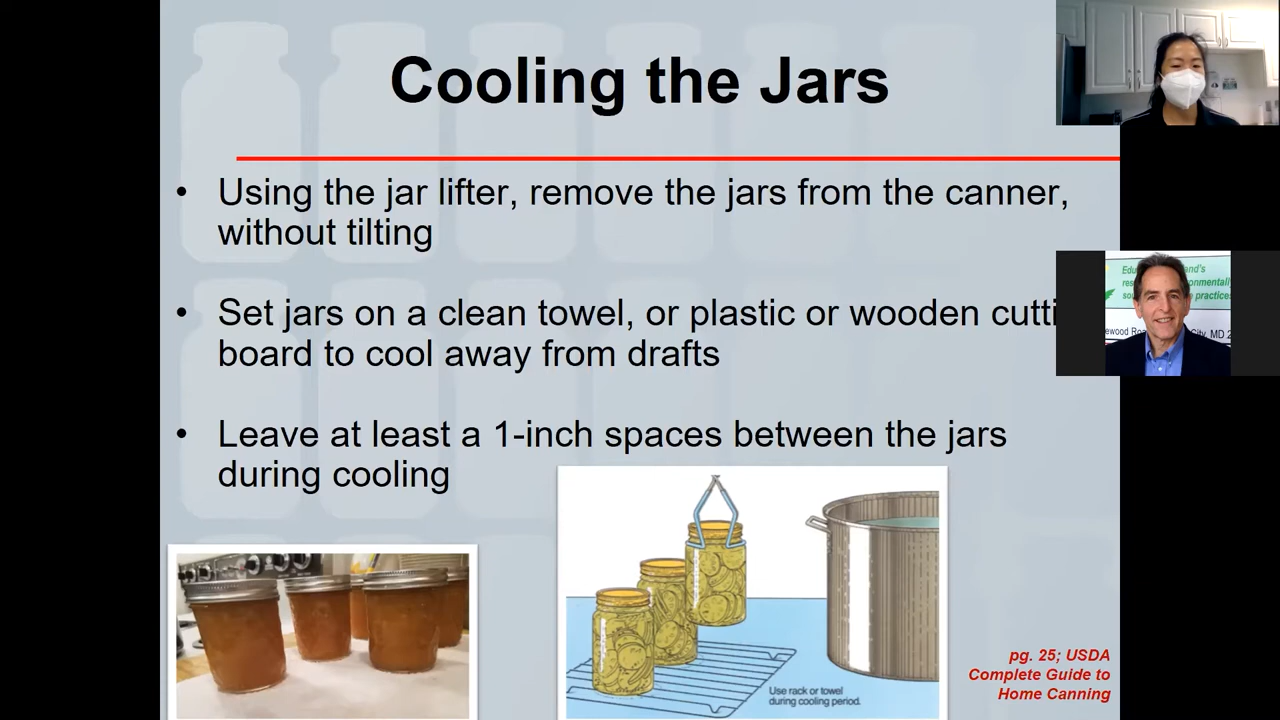 Cooling the Jars
• Using the jar lifter, remove the jars from the canner,
without tilting
• Set jars on a clean towel, or plastic or wooden cutti
board to cool away from drafts
• Leave at least a 1-inch spaces between the jars
during cooling
Use rack or towel
during cooling period.
pg. 25; USDA
Complete Guide to
Home Canning
City, MD